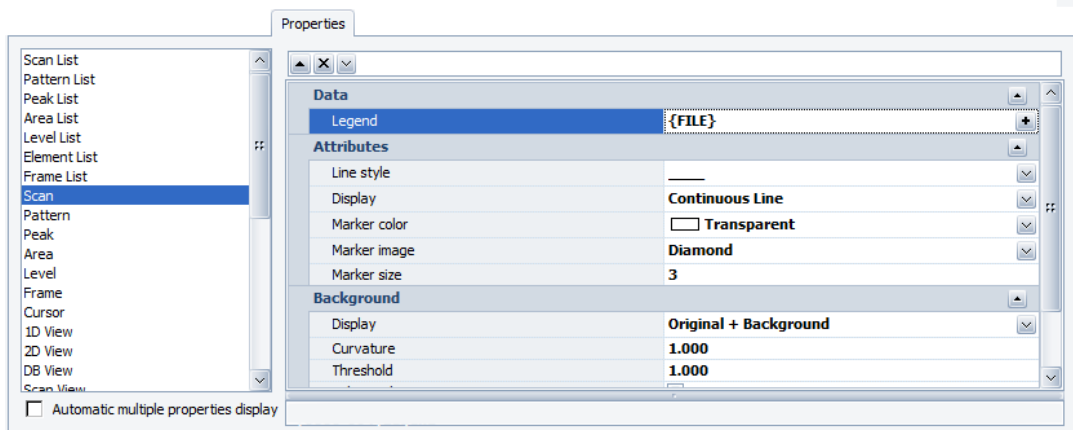 Properties
Scan List
Pattern List
Peak List
Area List
Level List
Element List
Frame List
Scan
Pattern
Peak
Area
Level
Frame
Cursor
1D View
2D View
DB View
Scan View
Automatic multiple properties display
Data
Legend {FILE}
Attributes
Line style
Display Continuous Line
Marker color Transparent
Marker image Diamond
Marker size 3
Background
Display Original + Background
Curvature 1.000
Threshold 1.000